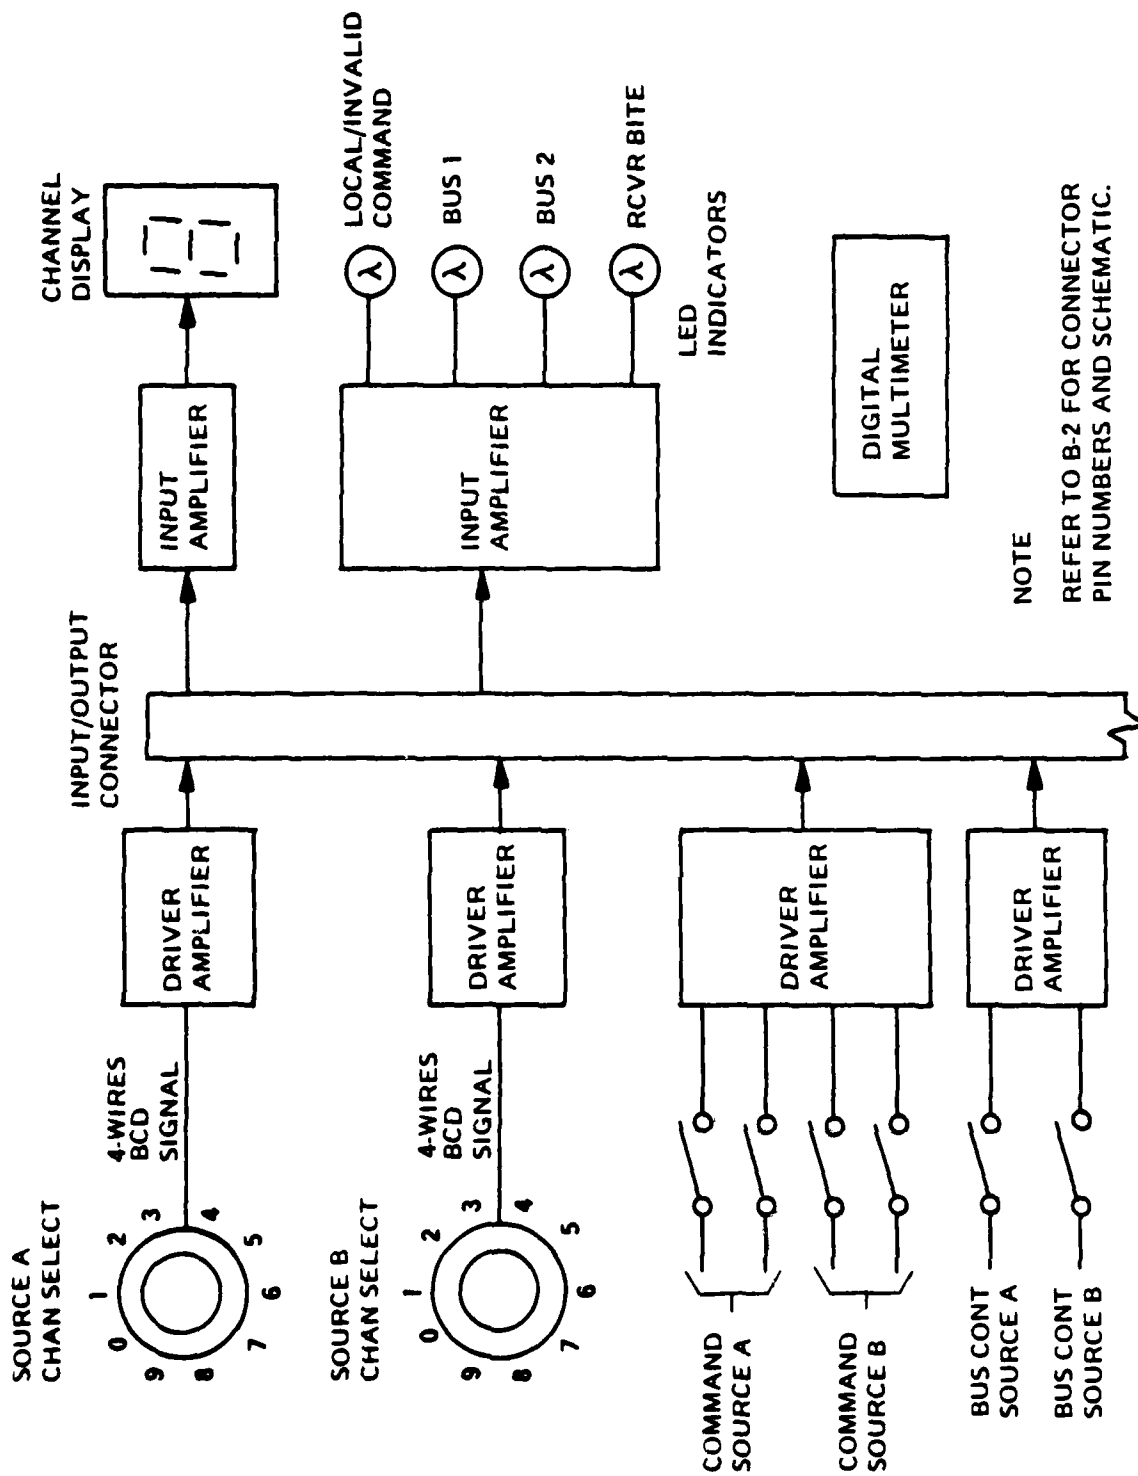 SOURCE A
CHAN SELECT
0
1
2
3
4
5
6
7
8
9
4-WIRES
BCD
SIGNAL
DRIVER
AMPLIFIER
INPUT/OUTPUT
CONNECTOR
INPUT
AMPLIFIER
CHANNEL
DISPLAY
SOURCE B
CHAN SELECT
0
1
2
3
4
5
6
7
8
9
4-WIRES
BCD
SIGNAL
DRIVER
AMPLIFIER
INPUT
AMPLIFIER
λ
LOCAL/INVALID
COMMAND
λ
BUS 1
λ
BUS 2
λ
RCVR BITE
LED
INDICATORS
COMMAND
SOURCE A
COMMAND
SOURCE B
DRIVER
AMPLIFIER
DIGITAL
MULTIMETER
BUS CONT
SOURCE A
BUS CONT
SOURCE B
DRIVER
AMPLIFIER
NOTE
REFER TO B-2 FOR CONNECTOR
PIN NUMBERS AND SCHEMATIC.